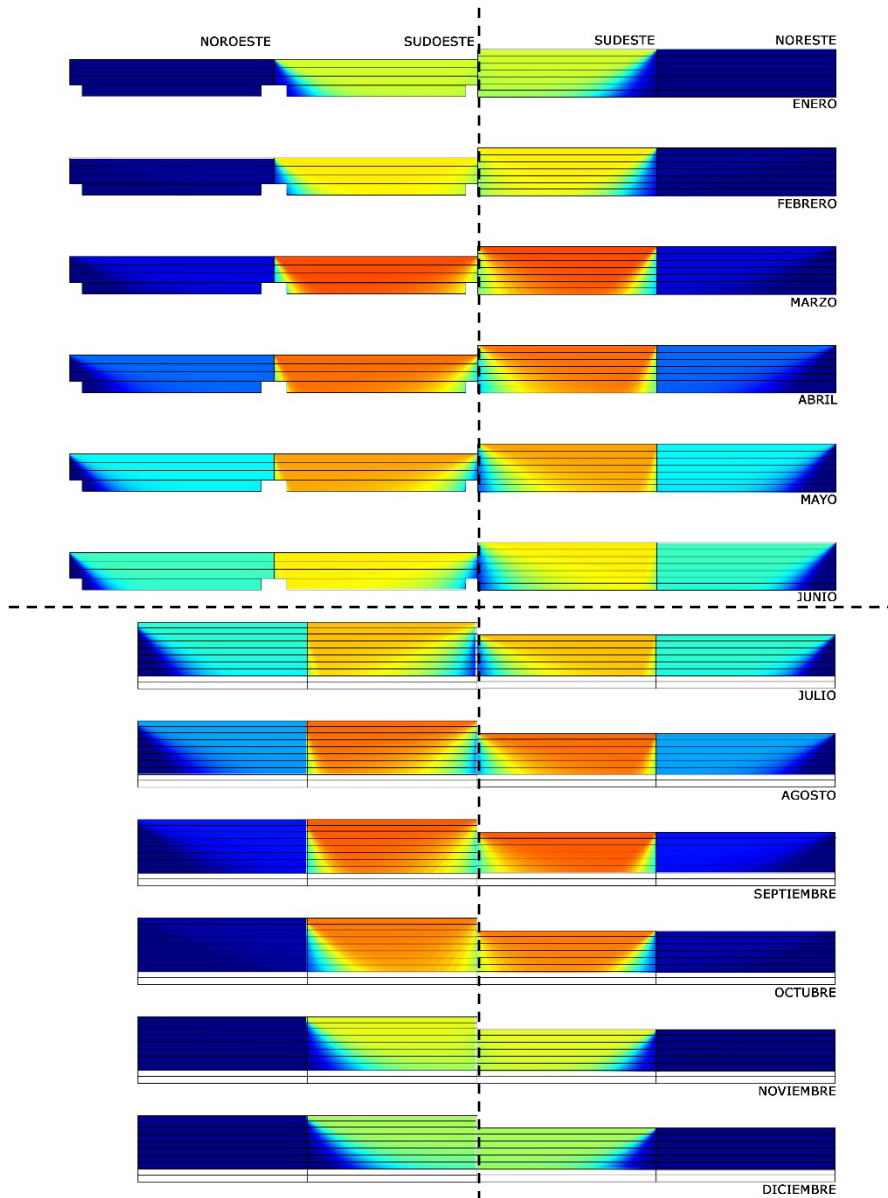 NOROESTE SUDOESTE SUDESTE NORESTE
ENERO
FEBRERO
MARZO
ABRIL
MAYO
JUNIO
JULIO
AGOSTO
SEPTIEMBRE
OCTUBRE
NOVIEMBRE
DICIEMBRE